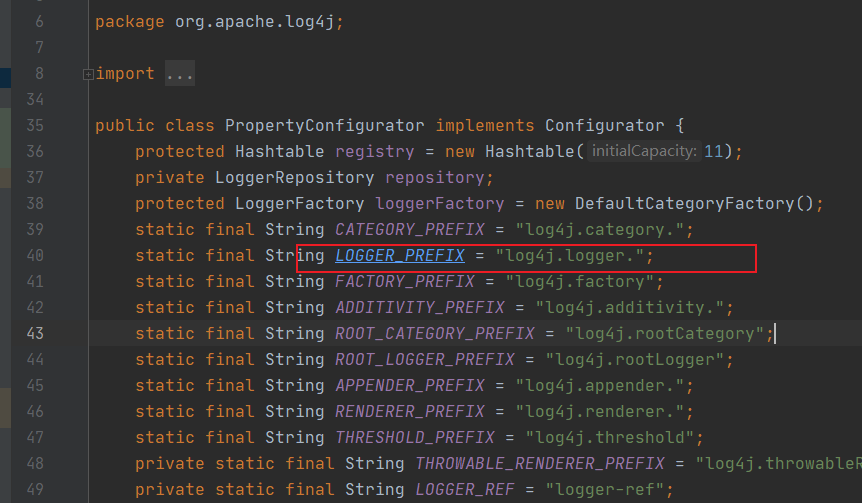 6 package org.apache.log4j;
7
8 import ...
34
35 public class PropertyConfigurator implements Configurator {
36 protected Hashtable registry = new Hashtable( initialCapacity: 11);
37 private LoggerRepository repository;
38 protected LoggerFactory loggerFactory = new DefaultCategoryFactory();
39 static final String CATEGORY_PREFIX = "log4j.category.";
40 static final String LOGGER_PREFIX = "log4j.logger.";
41 static final String FACTORY_PREFIX = "log4j.factory";
42 static final String ADDITIVITY_PREFIX = "log4j.additivity.";
43 static final String ROOT_CATEGORY_PREFIX = "log4j.rootCategory";
44 static final String ROOT_LOGGER_PREFIX = "log4j.rootLogger";
45 static final String APPENDER_PREFIX = "log4j.appender.";
46 static final String RENDERER_PREFIX = "log4j.renderer.";
47 static final String THRESHOLD_PREFIX = "log4j.threshold";
48 private static final String THROWABLE_RENDERER_PREFIX = "log4j.throwableR
49 private static final String LOGGER_REF = "logger-ref";